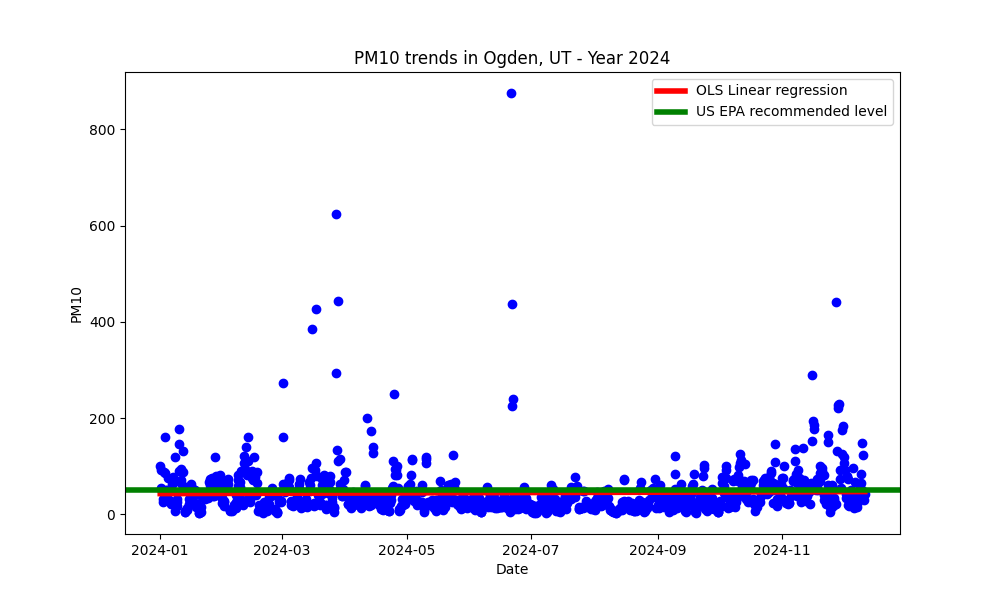 PM10 trends in Ogden, UT - Year 2024
OLS Linear regression
US EPA recommended level
PM10
800
600
400
200
0
2024-01
2024-03
2024-05
2024-07
2024-09
2024-11
Date